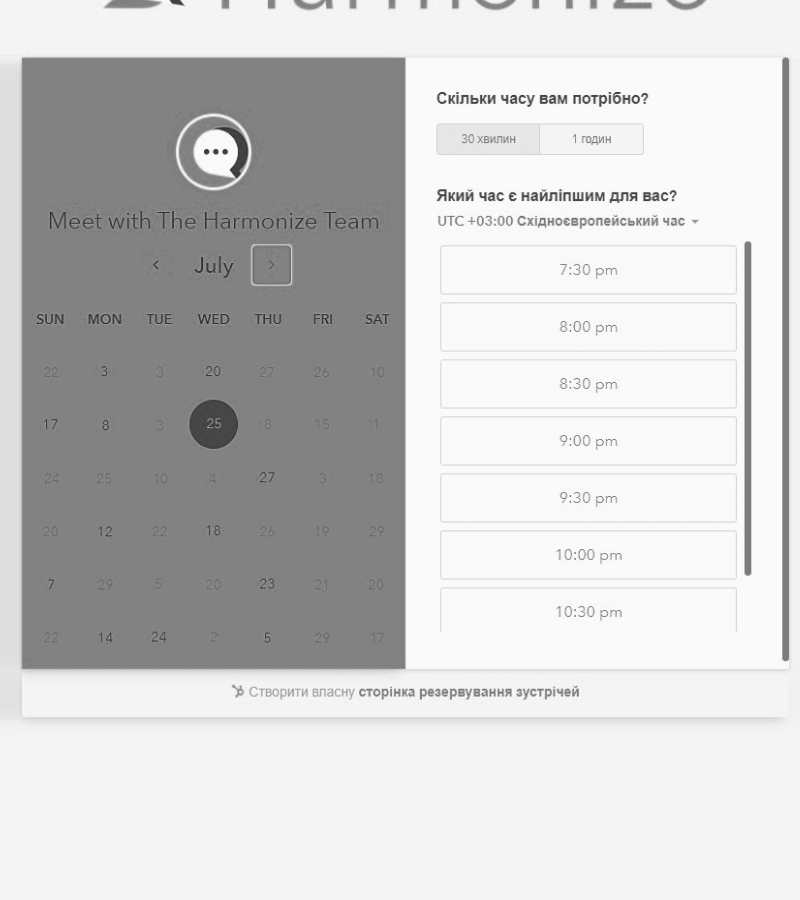 Harmonize
Meet with The Harmonize Team
July
SUN MON TUE WED THU FRI SAT
22 3 3 20 27 26 10
17 8 3 25 8 15 1
24 25 10 4 27 3 18
20 12 22 18 26 19 29
7 29 5 20 23 21 20
22 14 24 2 5 29 17
Скільки часу вам потрібно?
30 хвилин 1 годин
Який час є найліпшим для вас?
UTC +03:00 Східноєвропейський час
7:30 pm
8:00 pm
8:30 pm
9:00 pm
9:30 pm
10:00 pm
10:30 pm
Створити власну сторінка резервування зустрічей